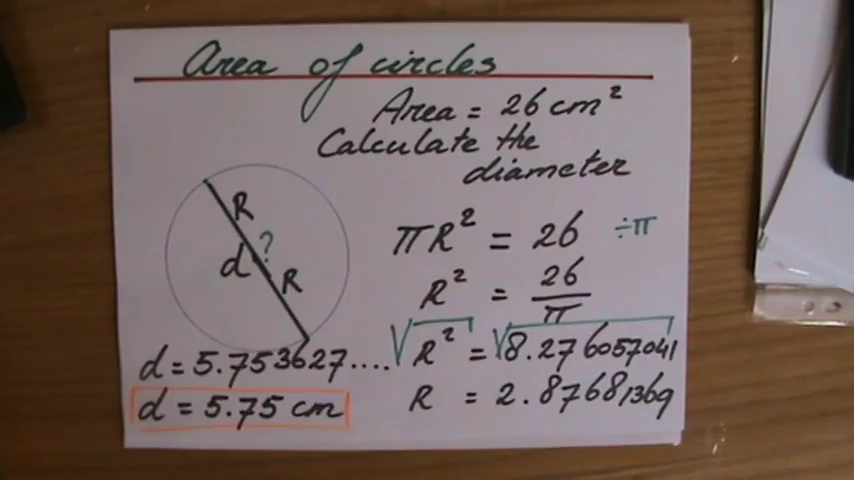 Area of circles
Area = 26 cm²
Calculate the
diameter
R
?
d
R
πR² = 26 ÷π
R² = 26/π
√R² = √8.276057041
R = 2.87681369
d = 5.753627....
d = 5.75 cm